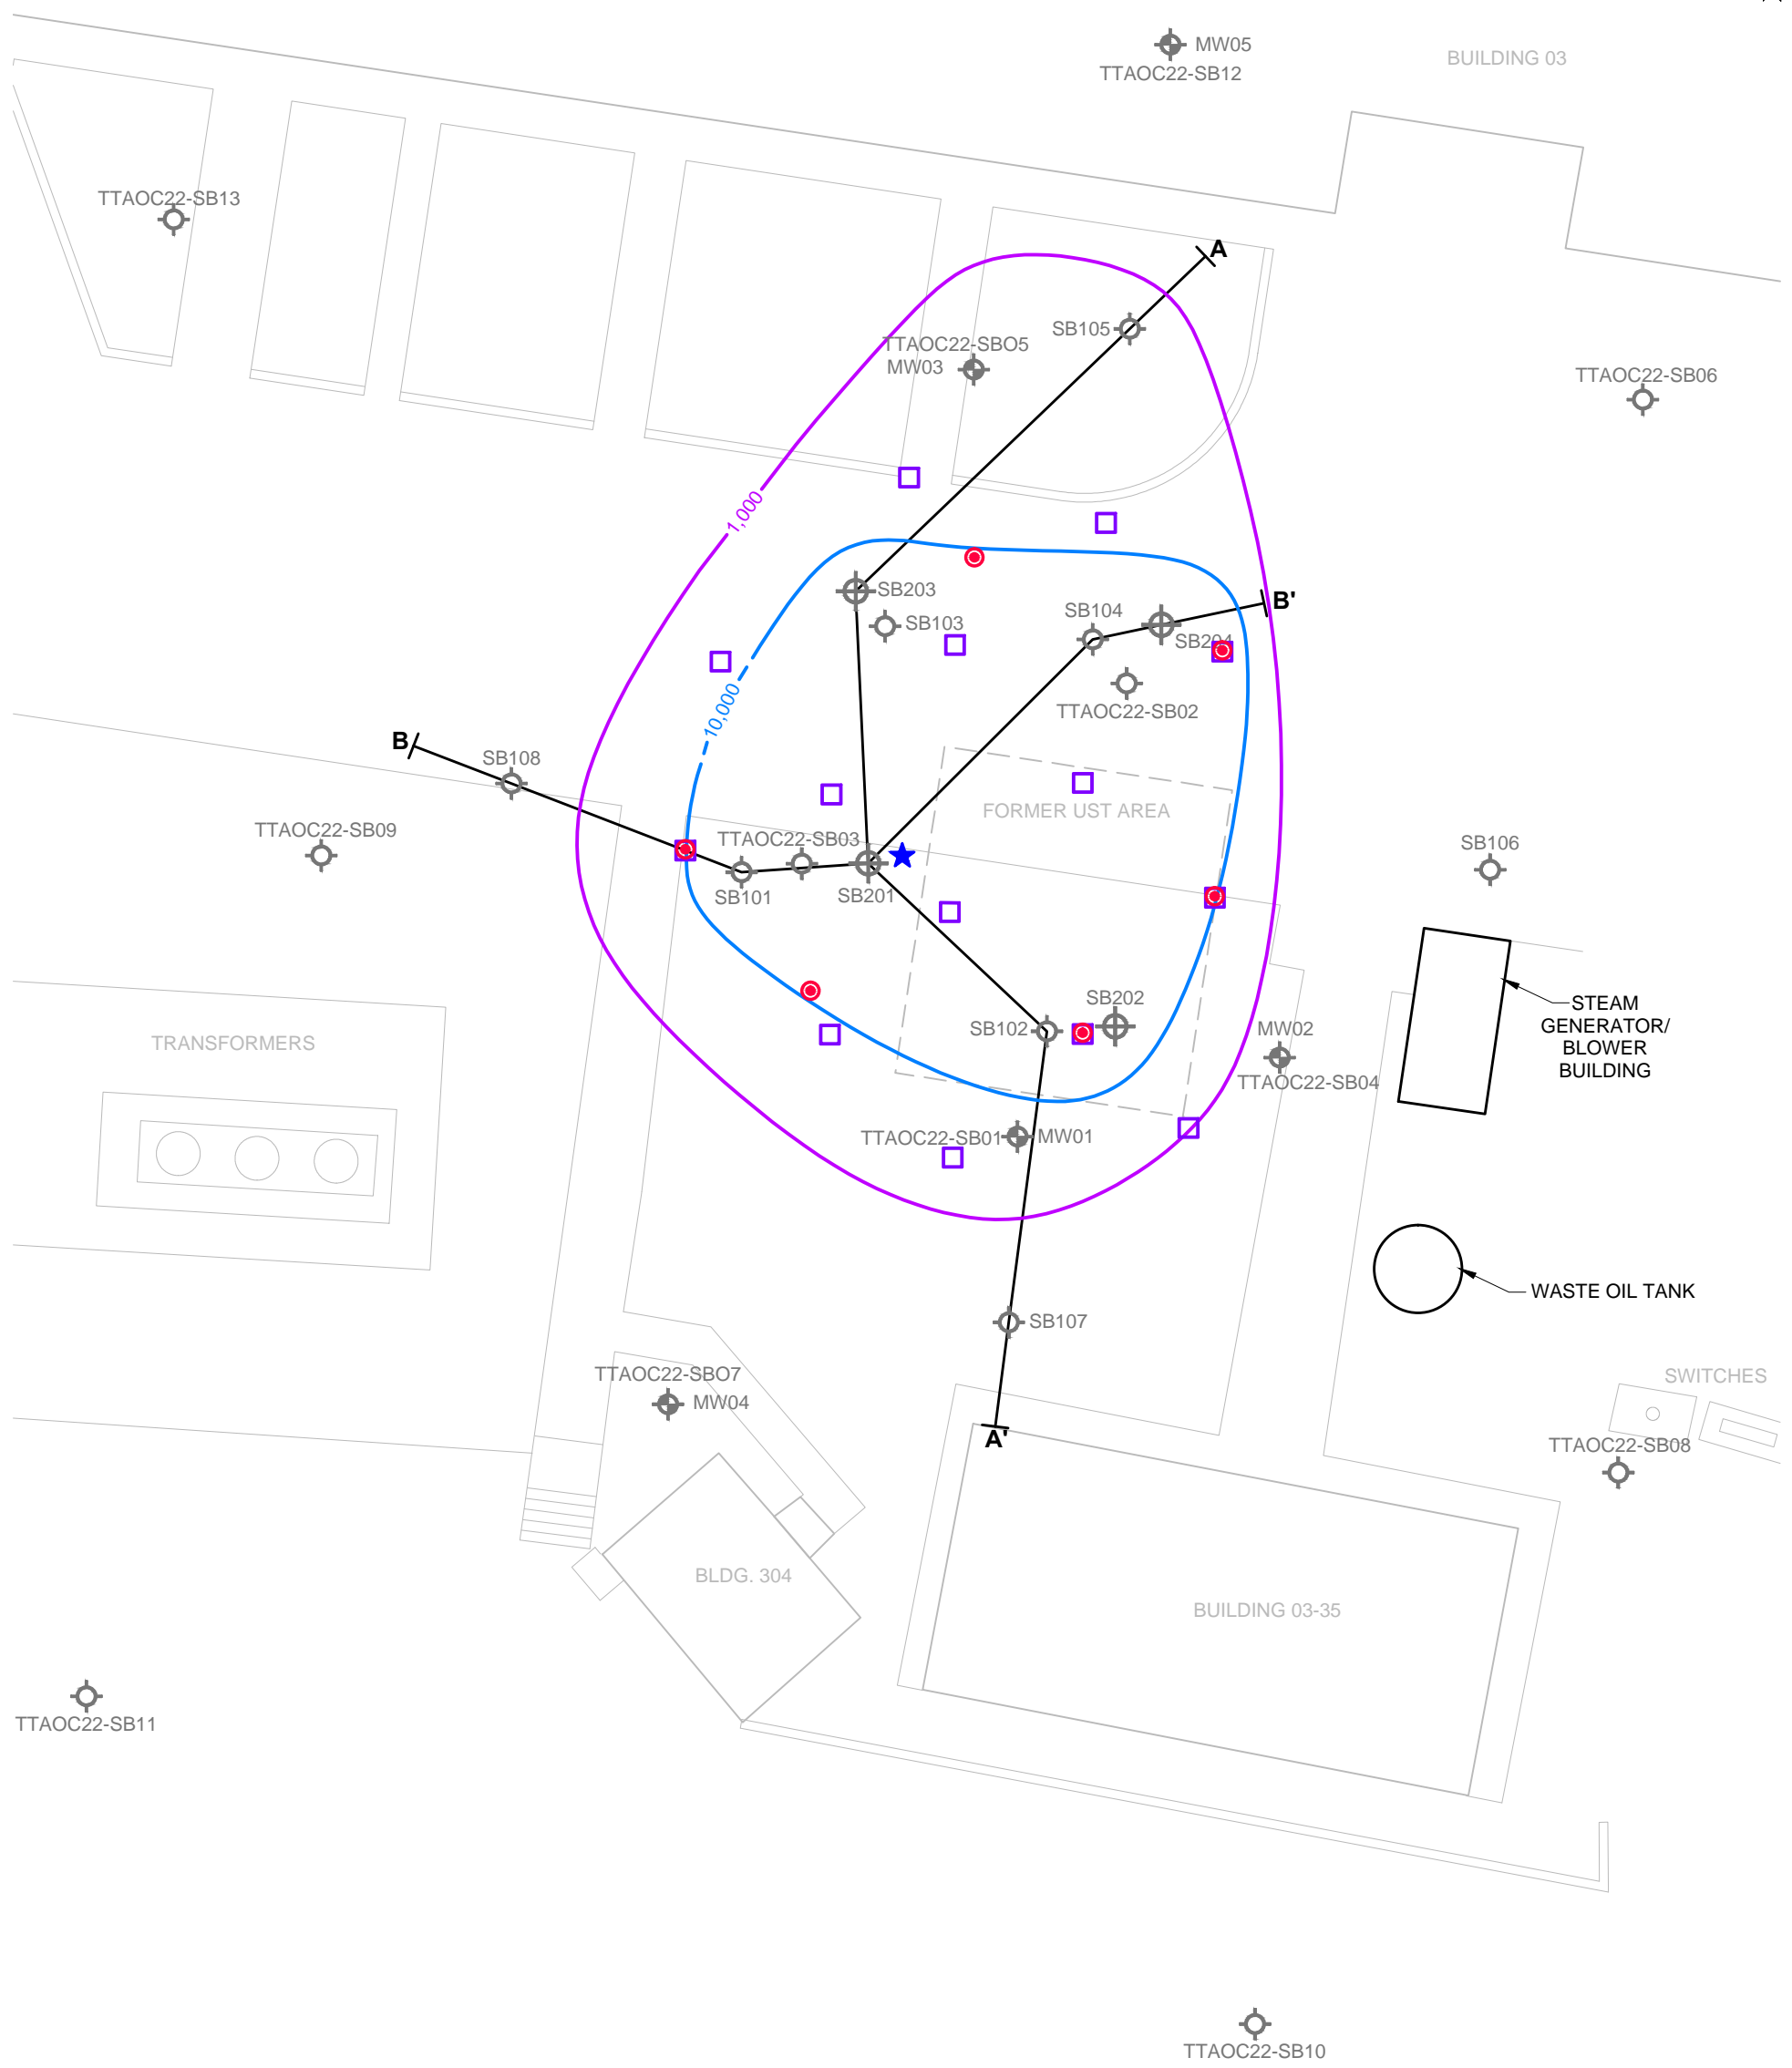 MW05
BUILDING 03
TTAOC22-SB12
TTAOC22-SB13
A
SB105
TTAOC22-SBO5
MW03
TTAOC22-SB06
1,000
SB203
B'
SB104
SB103
SB204
10,000
TTAOC22-SB02
B
SB108
FORMER UST AREA
TTAOC22-SB09
TTAOC22-SB03
SB106
SB101
SB201
SB202
STEAM
GENERATOR/
BLOWER
BUILDING
TRANSFORMERS
SB102
MW02
TTAOC22-SB04
TTAOC22-SB01
MW01
WASTE OIL TANK
SB107
TTAOC22-SBO7
MW04
SWITCHES
A'
TTAOC22-SB08
BLDG. 304
BUILDING 03-35
TTAOC22-SB11
TTAOC22-SB10